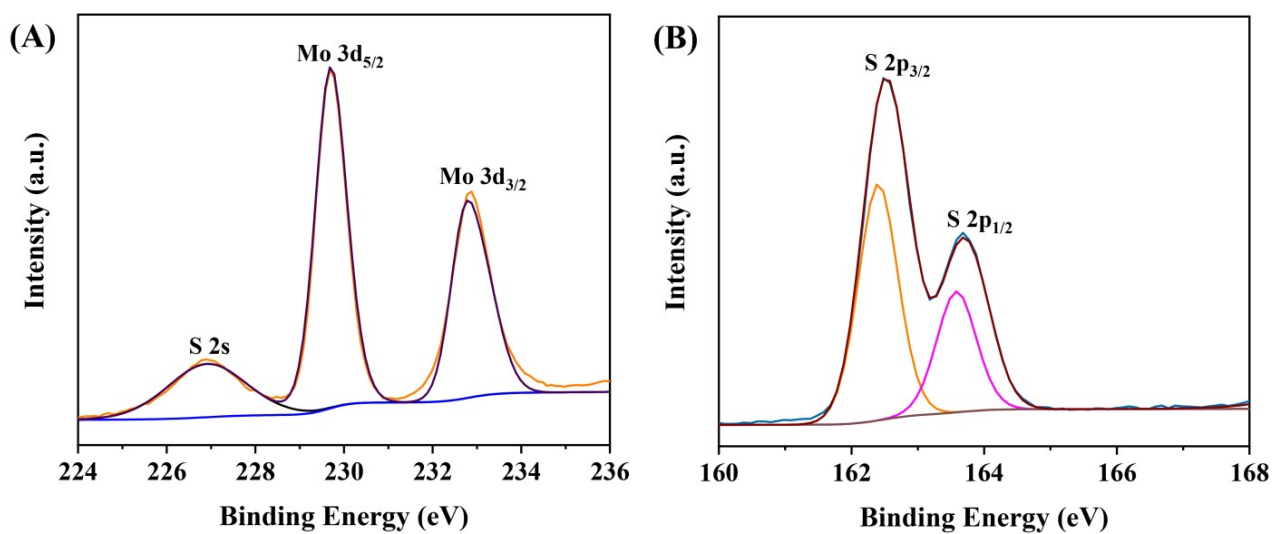 (A)
Mo 3d5/2
Mo 3d3/2
S 2s
Intensity (a.u.)
224 226 228 230 232 234 236
Binding Energy (eV)
(B)
S 2p3/2
S 2p1/2
Intensity (a.u.)
160 162 164 166 168
Binding Energy (eV)